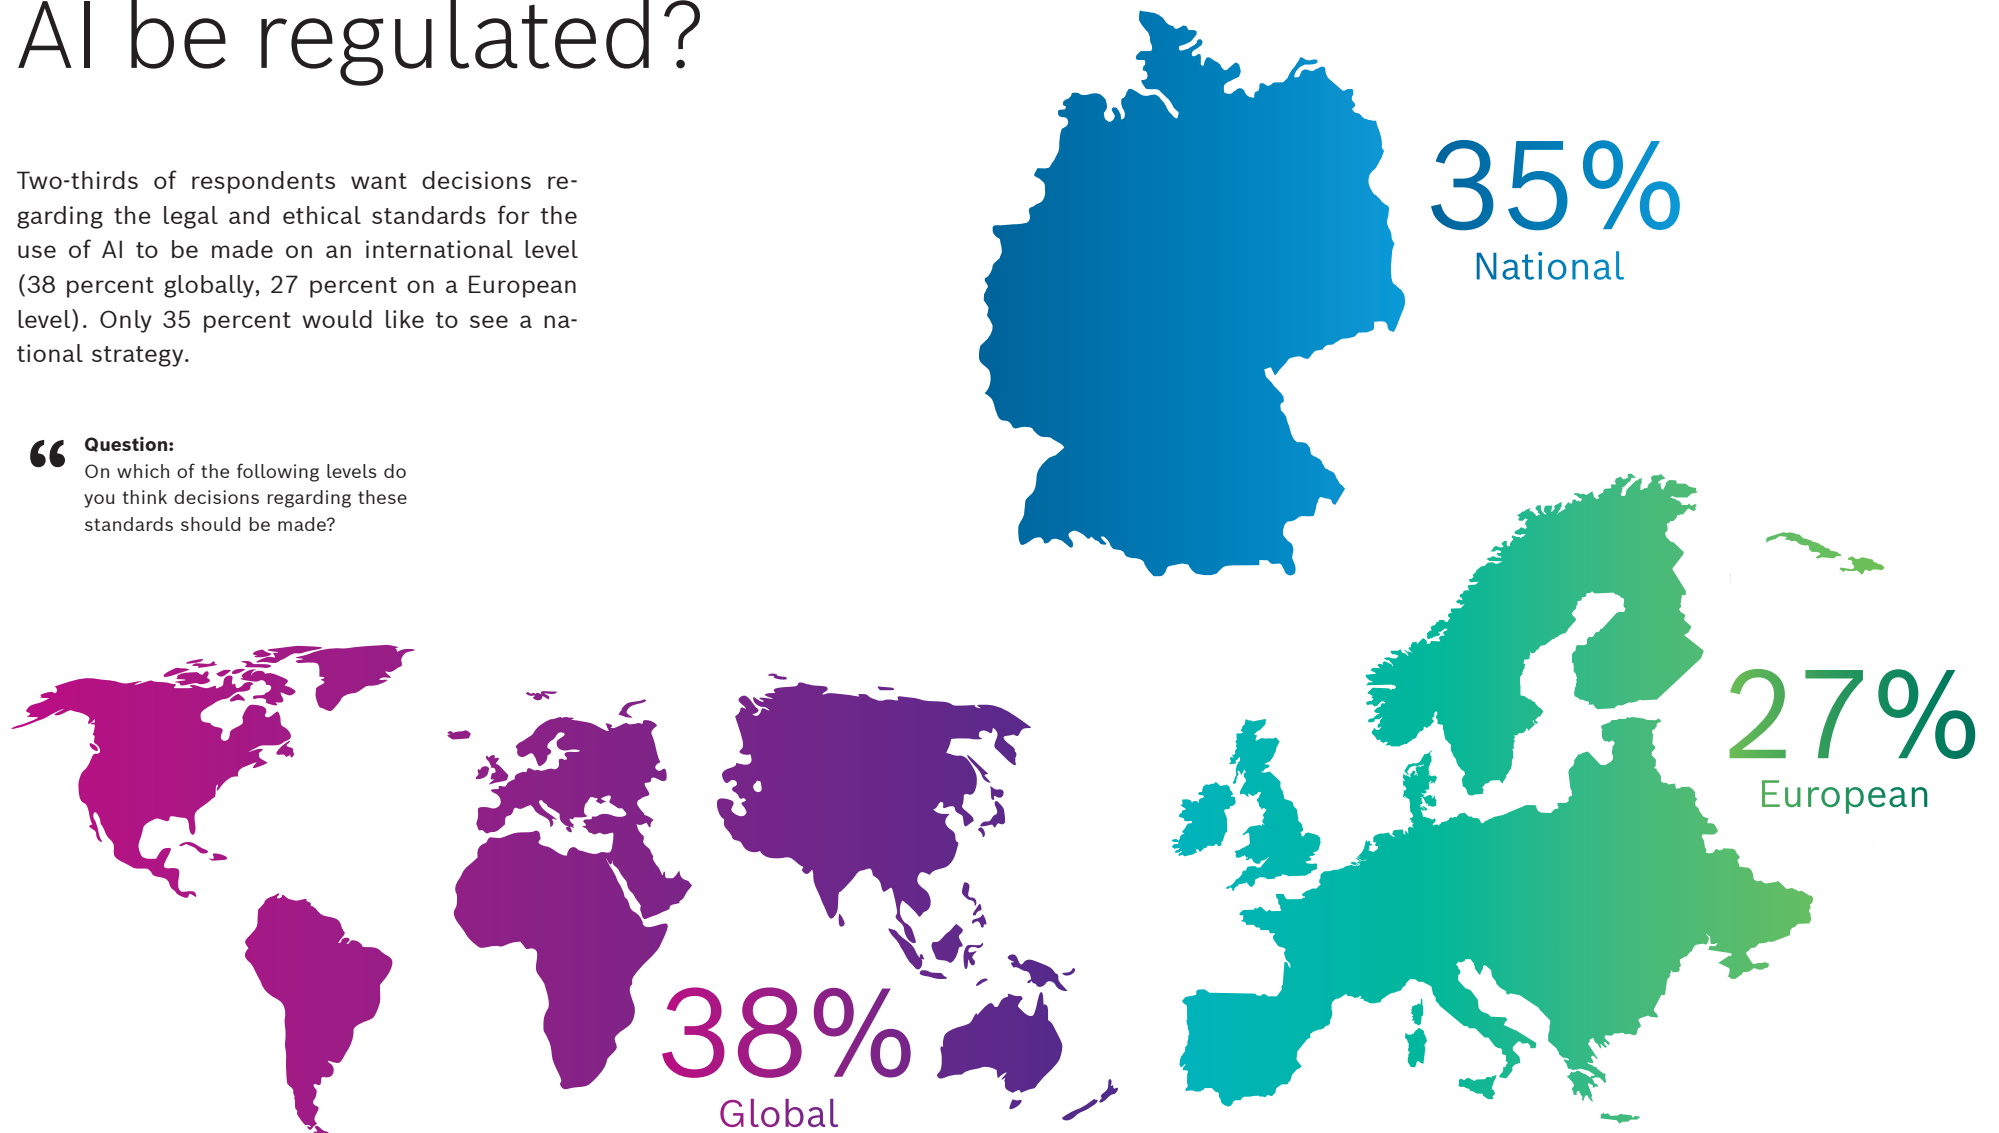 AI be regulated?
Two-thirds of respondents want decisions re-
garding the legal and ethical standards for the
use of AI to be made on an international level
(38 percent globally, 27 percent on a European
level). Only 35 percent would like to see a na-
tional strategy.
“
Question:
On which of the following levels do
you think decisions regarding these
standards should be made?
35%
National
27%
European
38%
Global